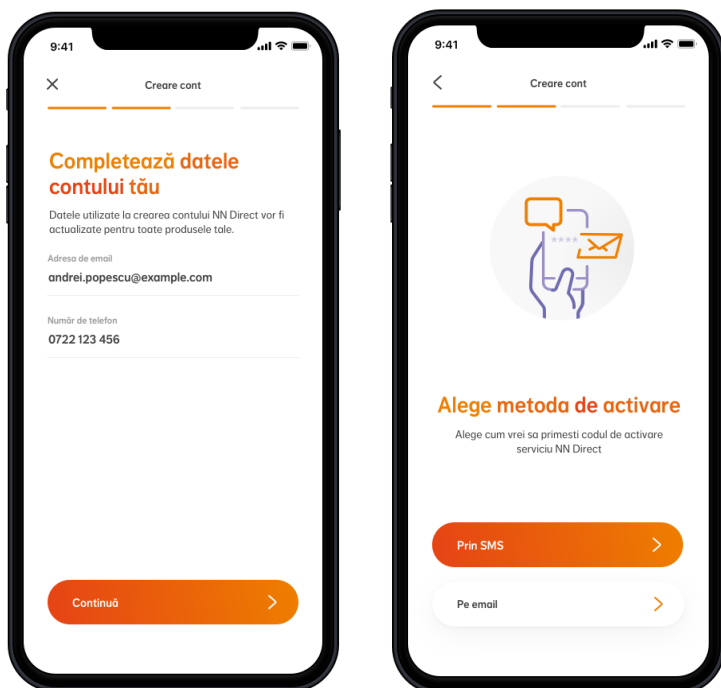 9:41
Creare cont
Completează datele
contului tău
Datele utilizate la crearea contului NN Direct vor fi
actualizate pentru toate produsele tale.
Adresa de email
andrei.popescu@example.com
Număr de telefon
0722 123 456
Continuă
9:41
Creare cont
****
Alege metoda de activare
Alege cum vrei sa primesti codul de activare
serviciu NN Direct
Prin SMS
Pe email